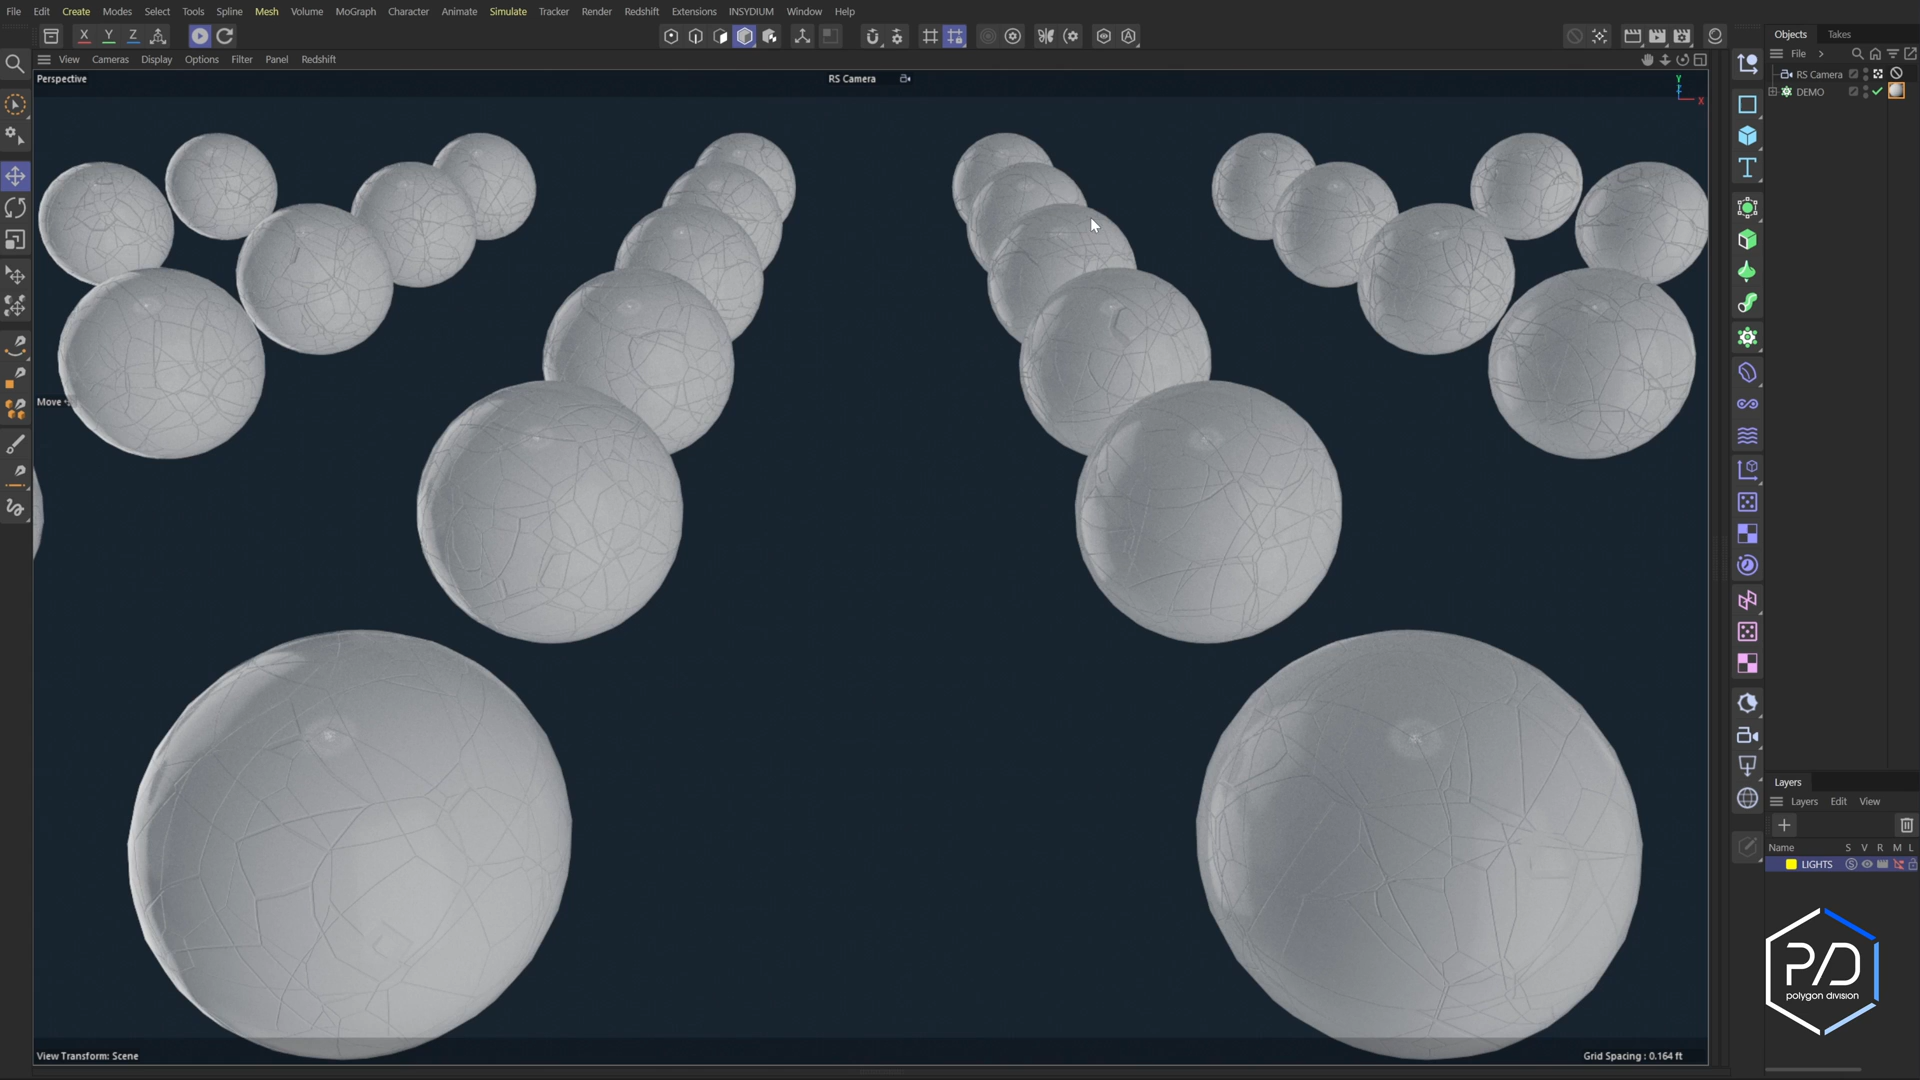 File Edit Create Modes Select Tools Spline Mesh Volume MoGraph Character Animate Simulate Tracker Render Redshift Extensions INSYDIUM Window Help
X Y Z
Objects Takes
View Cameras Display Options Filter Panel Redshift
File
Perspective
RS Camera
Y
Z
X
RS Camera
DEMO
Move
Layers
Layers Edit View
Name S V R M L
LIGHTS
P/D
polygon division
View Transform: Scene
Grid Spacing : 0.164 ft